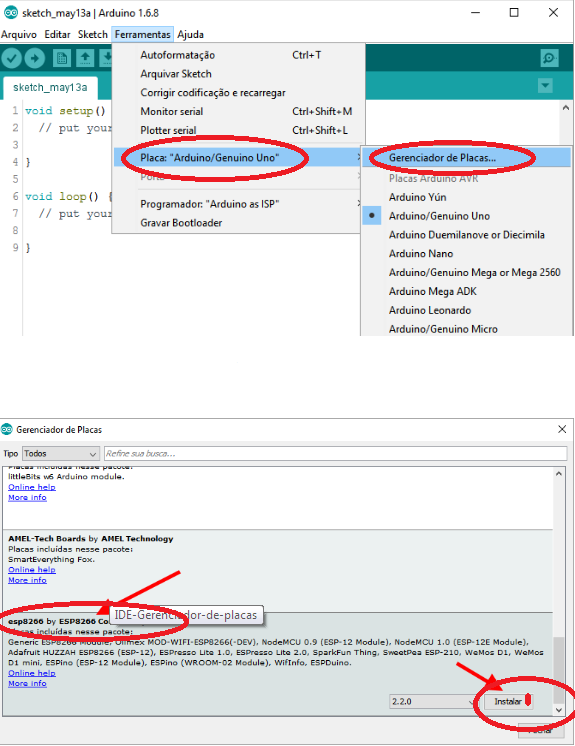 sketch_may13a | Arduino 1.6.8
Arquivo Editar Sketch Ferramentas Ajuda
sketch_may13a
1 void setup()
2 // put your
3
4 }
5
6 void loop() {
7 // put your
8
9 }
Autoformatação Ctrl+T
Arquivar Sketch
Corrigir codificação e recarregar
Monitor serial Ctrl+Shift+M
Plotter serial Ctrl+Shift+L
Placa: "Arduino/Genuino Uno"
Programador: "Arduino as ISP"
Gravar Bootloader
Gerenciador de Placas...
Placas Arduino AVR
Arduino Yún
Arduino/Genuino Uno
Arduino Duemilanove or Diecimila
Arduino Nano
Arduino/Genuino Mega or Mega 2560
Arduino Mega ADK
Arduino Leonardo
Arduino/Genuino Micro
Gerenciador de Placas
Tipo Todos Refine sua busca...
Placas incluídas nesse pacote:
littleBits w6 Arduino module.
Online help
More info
AMEL-Tech Boards by AMEL Technology
Placas incluídas nesse pacote:
SmartEverything Fox.
Online help
More info
esp8266 by ESP8266 Co
IDE-Gerenciador-de-placas
Placas incluídas nesse pacote:
Generic ESP8266 Module, Olimex MOD-WIFI-ESP8266(-DEV), NodeMCU 0.9 (ESP-12 Module), NodeMCU 1.0 (ESP-12E Module),
Adafruit HUZZAH ESP8266 (ESP-12), ESPresso Lite 1.0, ESPresso Lite 2.0, SparkFun Thing, SweetPea ESP-210, WeMos D1, WeMos
D1 mini, ESPino (ESP-12 Module), ESPino (WROOM-02 Module), WifInfo, ESPDuino.
Online help
More info
2.2.0 Instalar